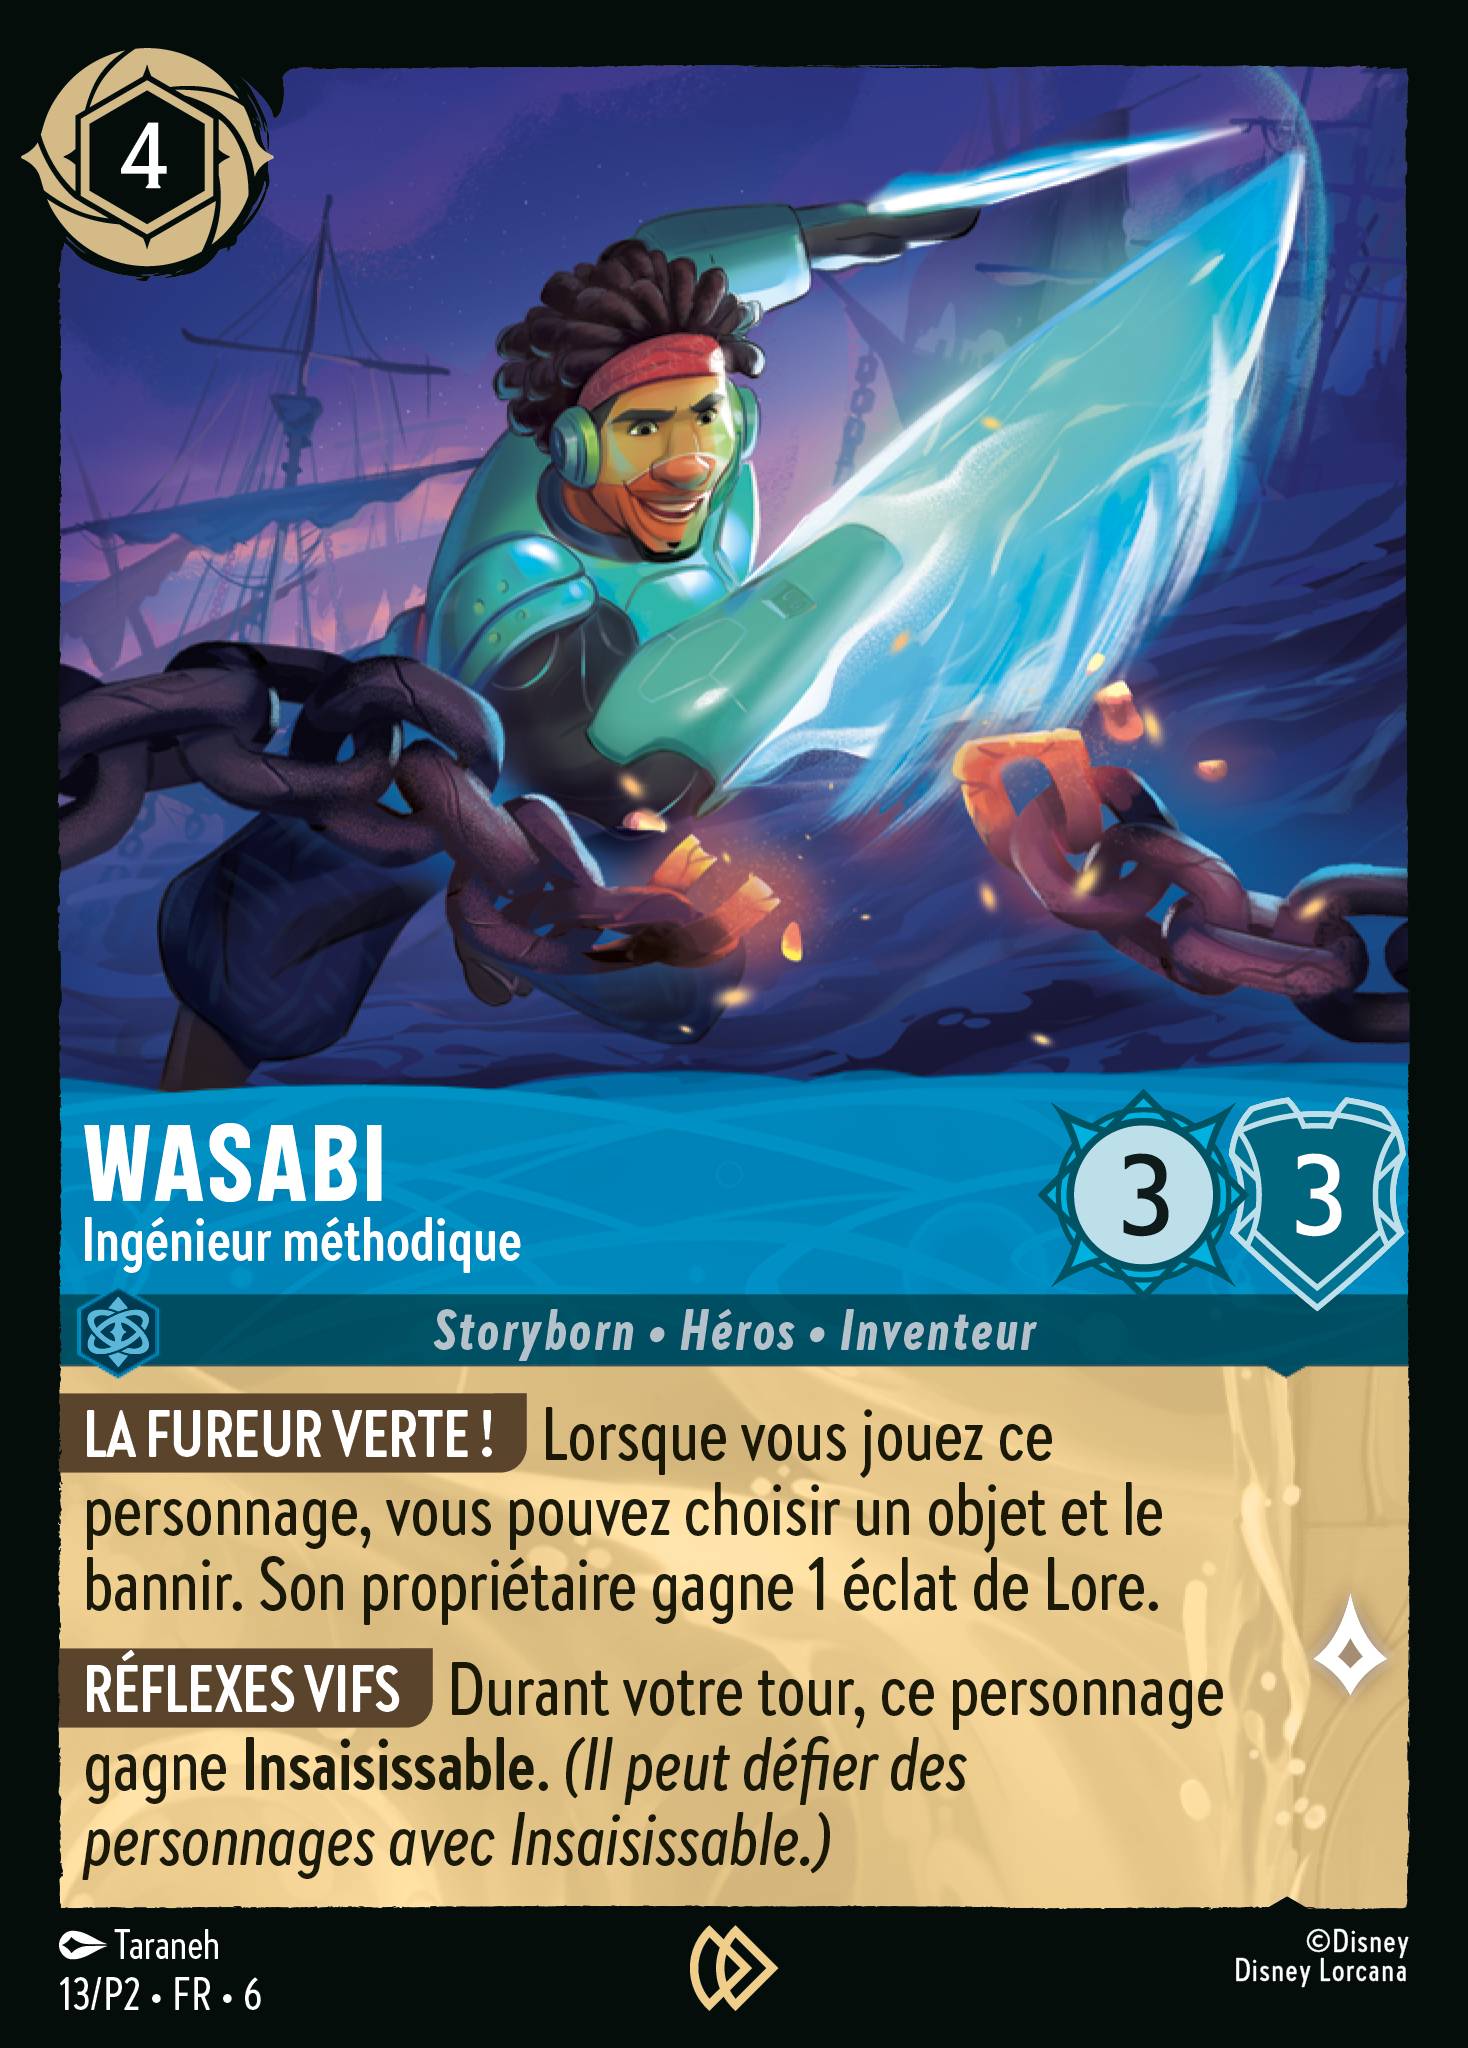 4
WASABI
Ingénieur méthodique
3
3
Storyborn • Héros • Inventeur
LA FUREUR VERTE ! Lorsque vous jouez ce
personnage, vous pouvez choisir un objet et le
bannir. Son propriétaire gagne 1 éclat de Lore.
RÉFLEXES VIFS Durant votre tour, ce personnage
gagne Insaisissable. (Il peut défier des
personnages avec Insaisissable.)
Taraneh
13/P2 • FR • 6
©Disney
Disney Lorcana